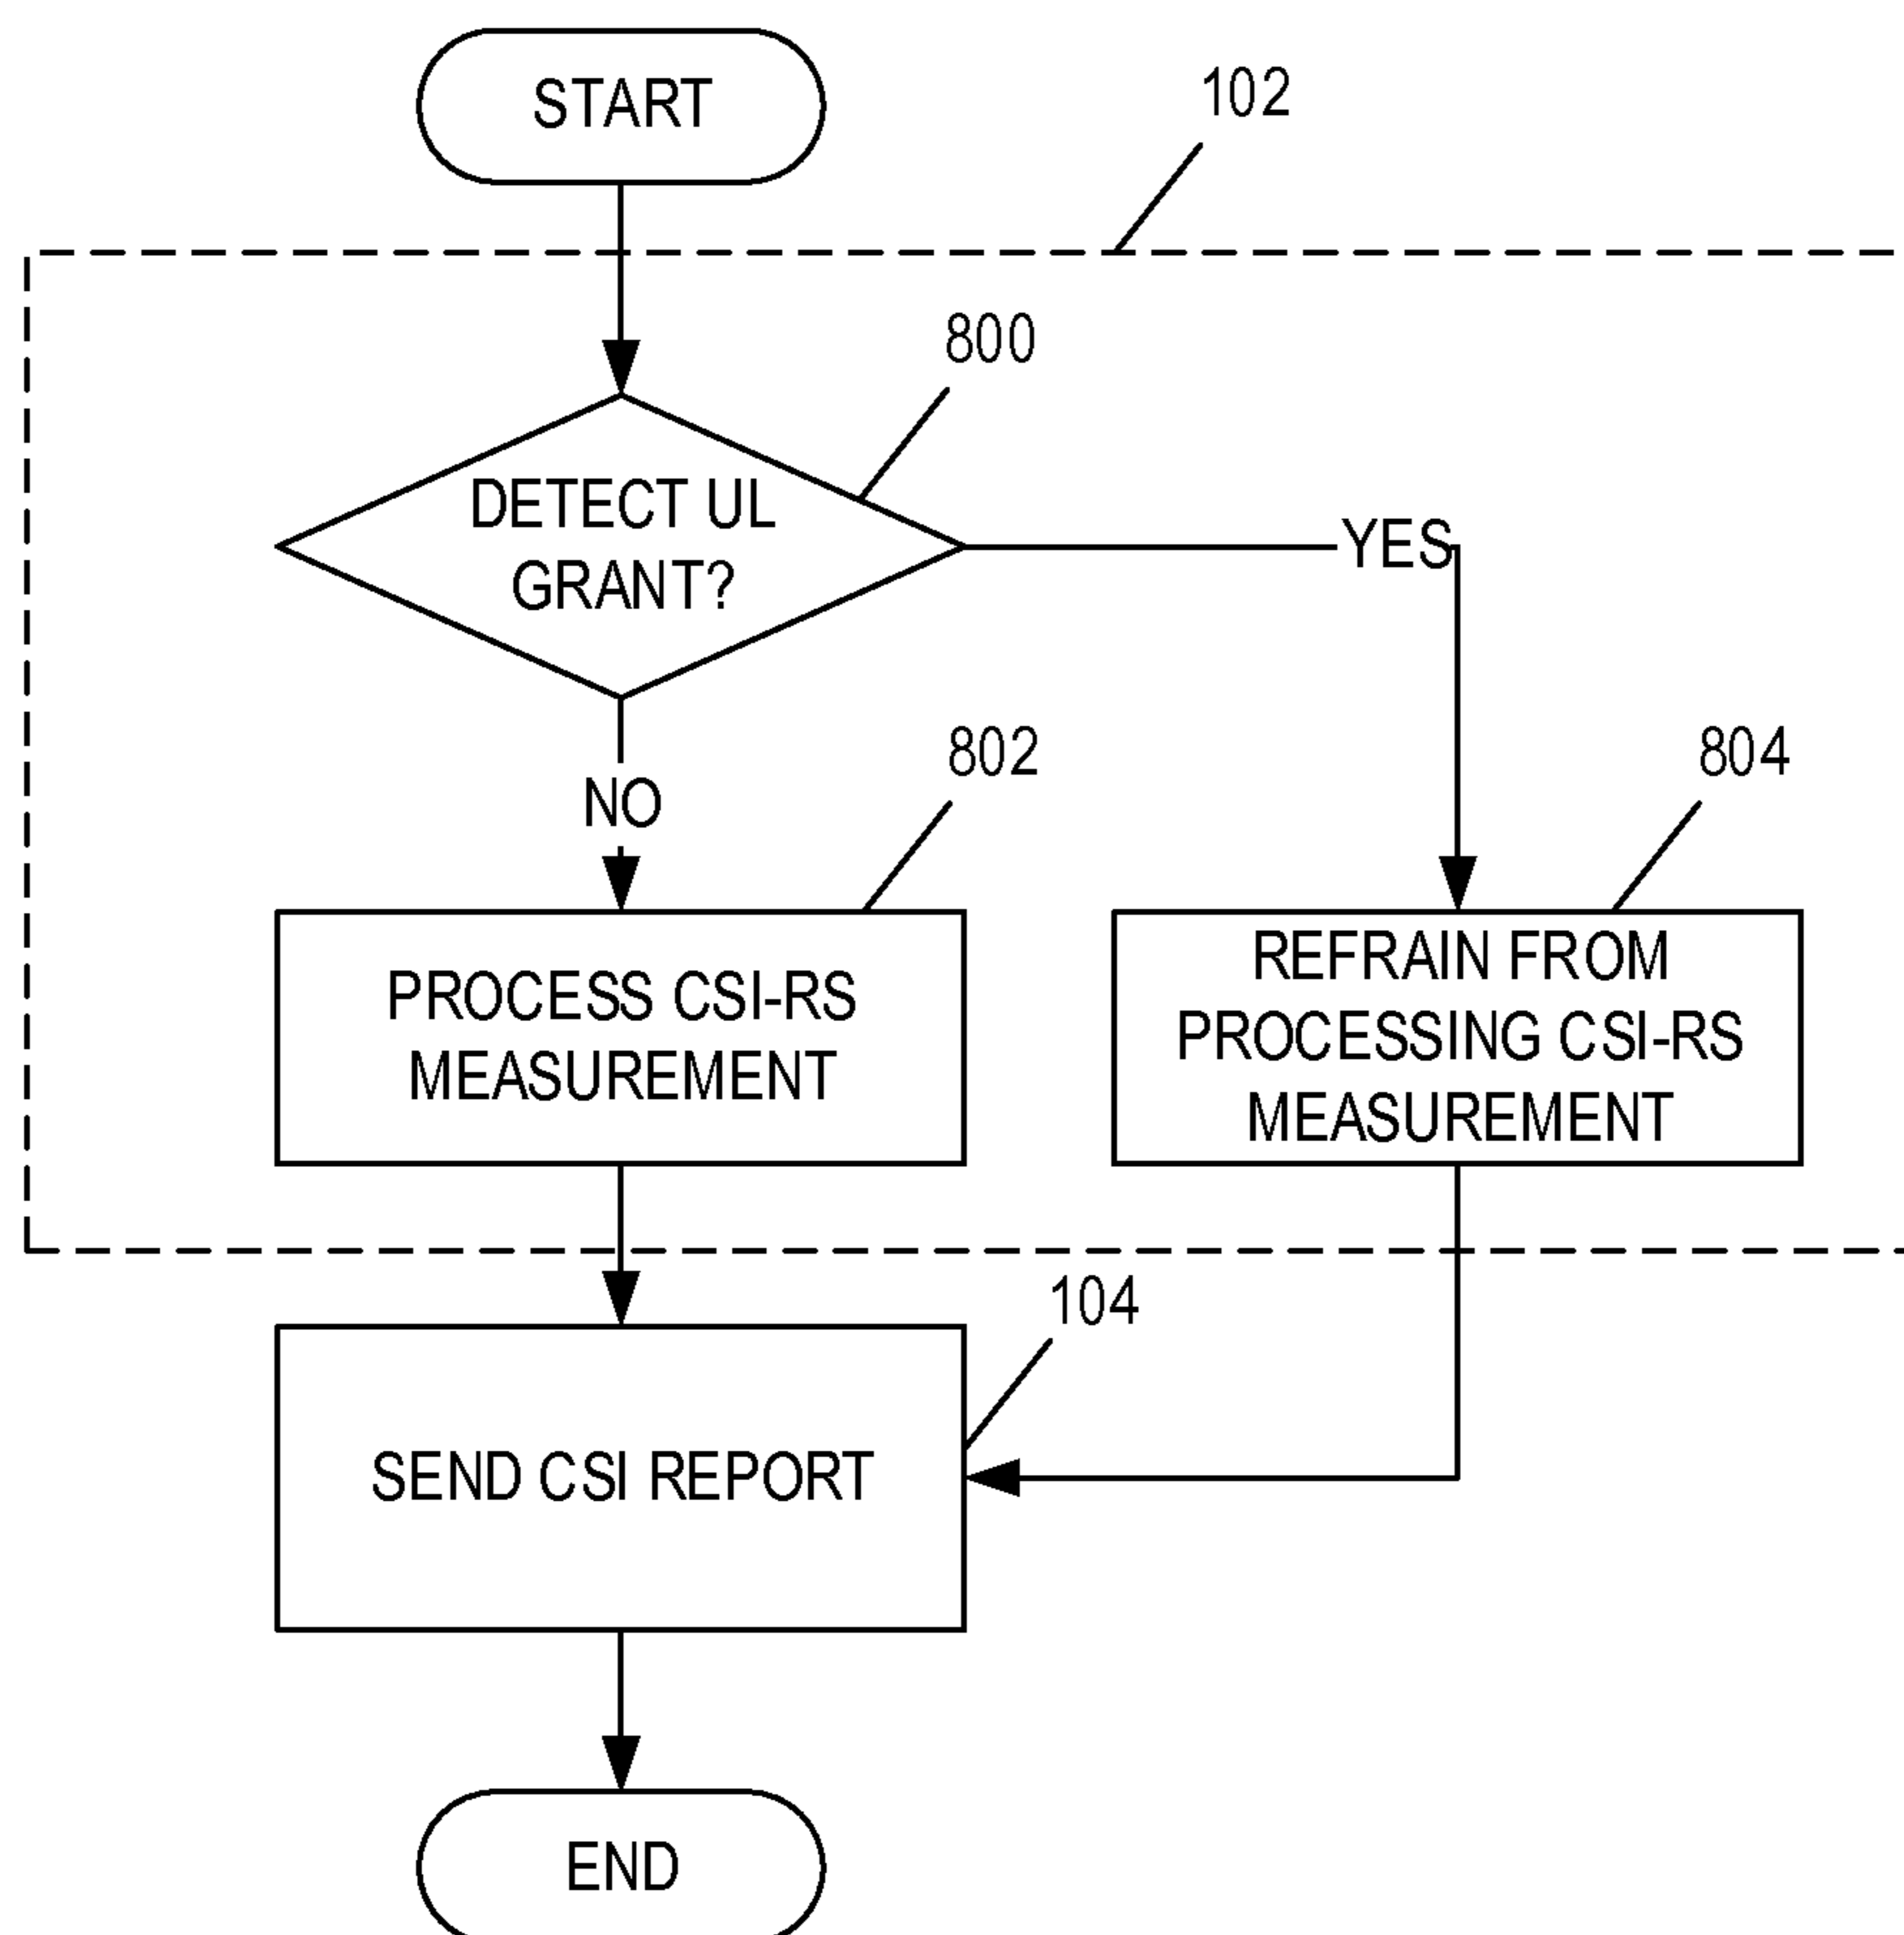 START
102
800
DETECT UL
GRANT?
YES
NO
802
804
PROCESS CSI-RS
MEASUREMENT
REFRAIN FROM
PROCESSING CSI-RS
MEASUREMENT
104
SEND CSI REPORT
END